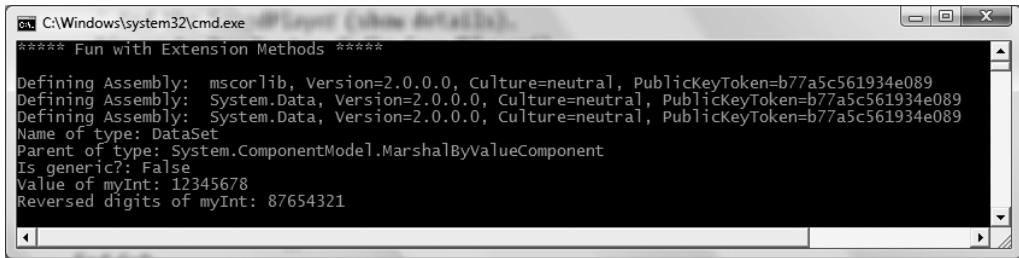 C:\Windows\system32\cmd.exe
***** Fun with Extension Methods *****
Defining Assembly:  mscorlib, Version=2.0.0.0, Culture=neutral, PublicKeyToken=b77a5c561934e089
Defining Assembly:  System.Data, Version=2.0.0.0, Culture=neutral, PublicKeyToken=b77a5c561934e089
Defining Assembly:  System.Data, Version=2.0.0.0, Culture=neutral, PublicKeyToken=b77a5c561934e089
Name of type: DataSet
Parent of type: System.ComponentModel.MarshalByValueComponent
Is generic?: False
Value of myInt: 12345678
Reversed digits of myInt: 87654321